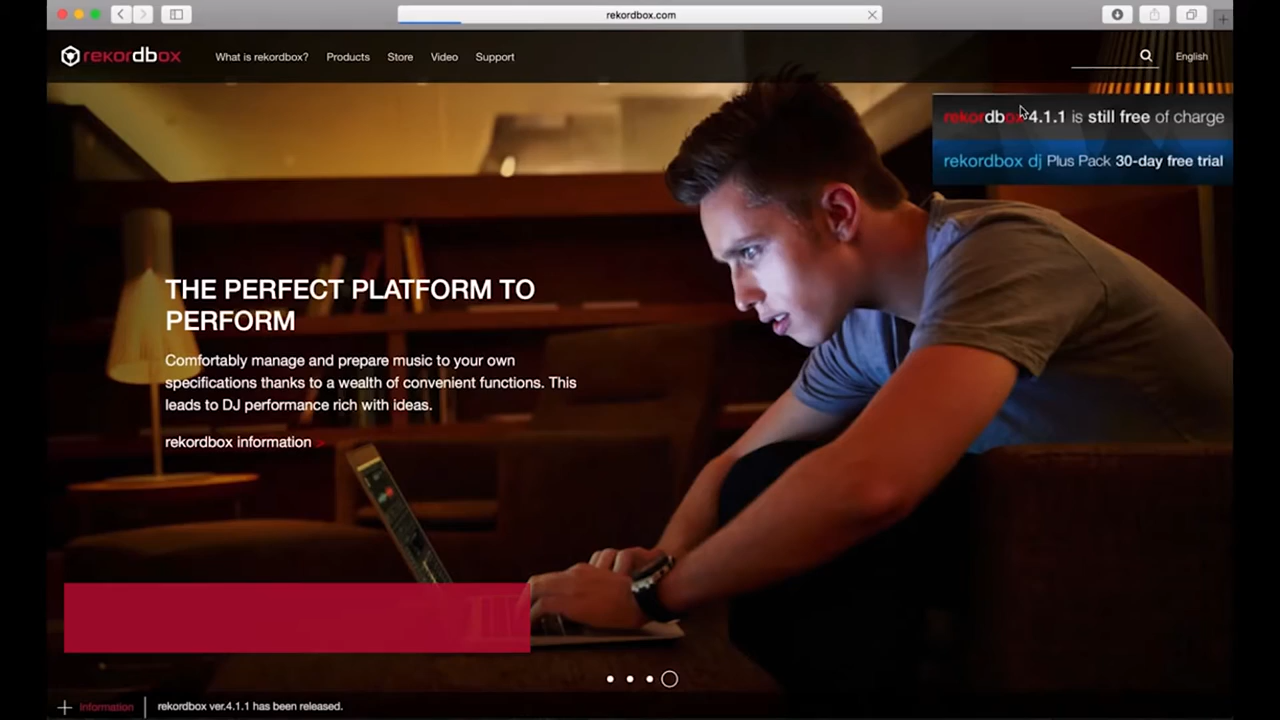 rekordbox.com
rekordbox
What is rekordbox?
Products
Store
Video
Support
English
rekordbox 4.1.1 is still free of charge
rekordbox dj Plus Pack 30-day free trial
THE PERFECT PLATFORM TO
PERFORM
Comfortably manage and prepare music to your own
specifications thanks to a wealth of convenient functions. This
leads to DJ performance rich with ideas.
rekordbox information >
Information
rekordbox ver.4.1.1 has been released.